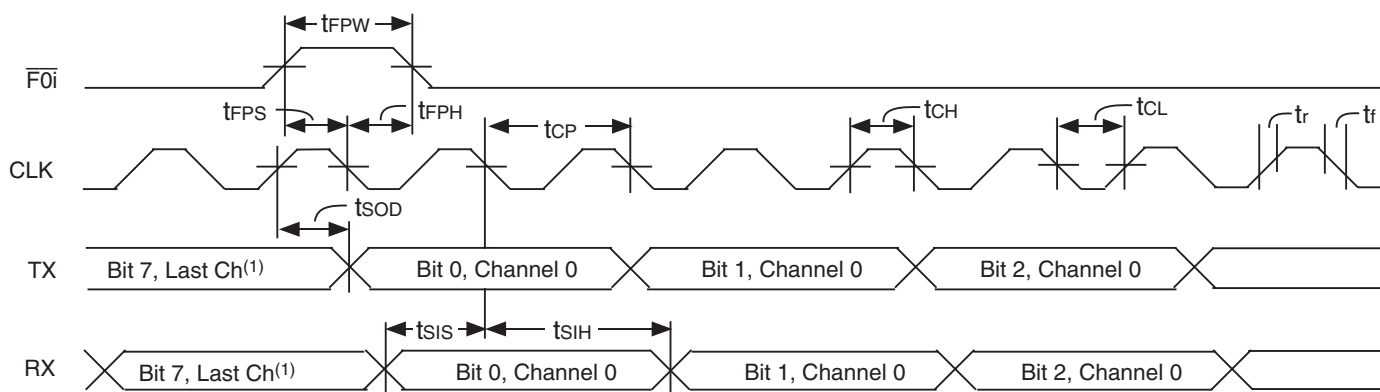 tFPW
F0i
tFPS
tFPH
tCP
tCH
tCL
tr
tf
CLK
tSOD
TX
Bit 7, Last Ch(1)
Bit 0, Channel 0
Bit 1, Channel 0
Bit 2, Channel 0
tSIS
tSIH
RX
Bit 7, Last Ch(1)
Bit 0, Channel 0
Bit 1, Channel 0
Bit 2, Channel 0